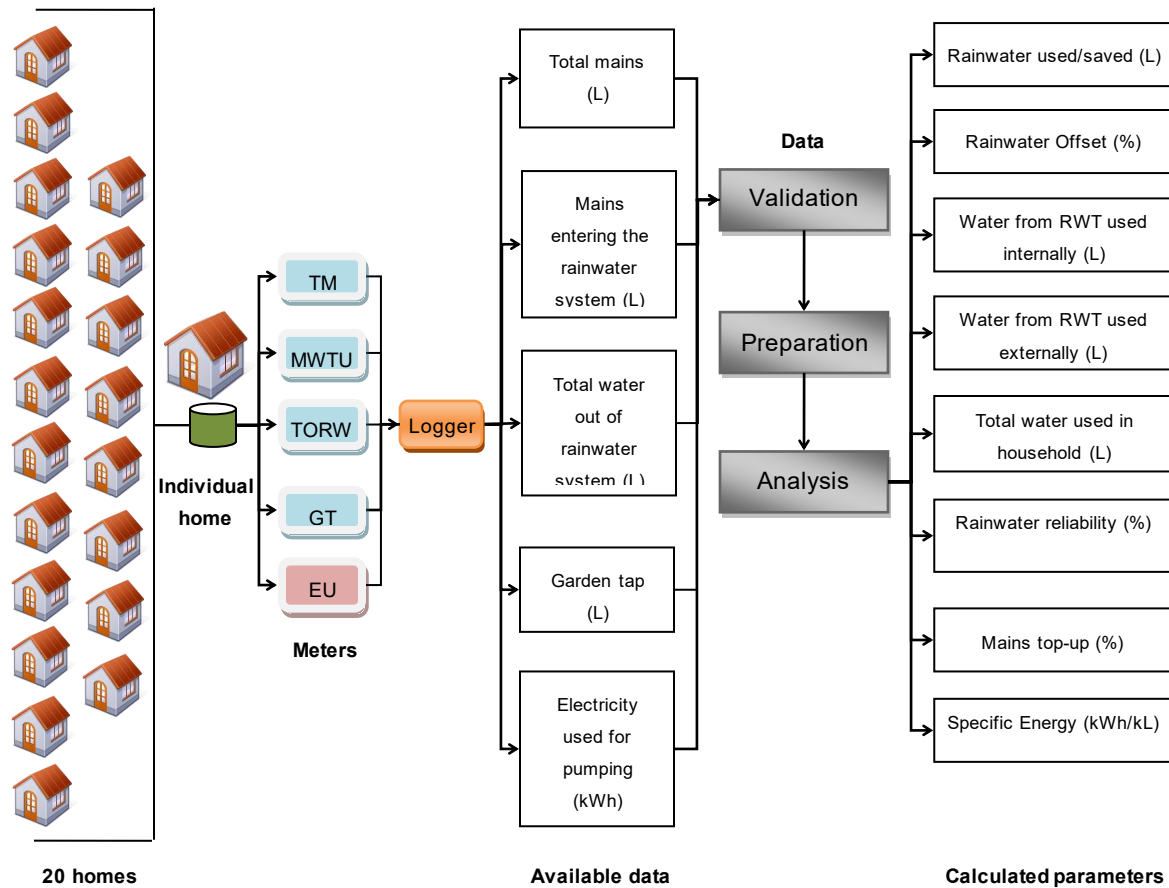 20 homes
Individual
home
TM
MWTU
TORW
GT
EU
Meters
Logger
Total mains
(L)
Mains
entering the
rainwater
system (L)
Total water
out of
rainwater
system (L)
Garden tap
(L)
Electricity
used for
pumping
(kWh)
Available data
Data
Validation
Preparation
Analysis
Rainwater used/saved (L)
Rainwater Offset (%)
Water from RWT used
internally (L)
Water from RWT used
externally (L)
Total water used in
household (L)
Rainwater reliability (%)
Mains top-up (%)
Specific Energy (kWh/kL)
Calculated parameters